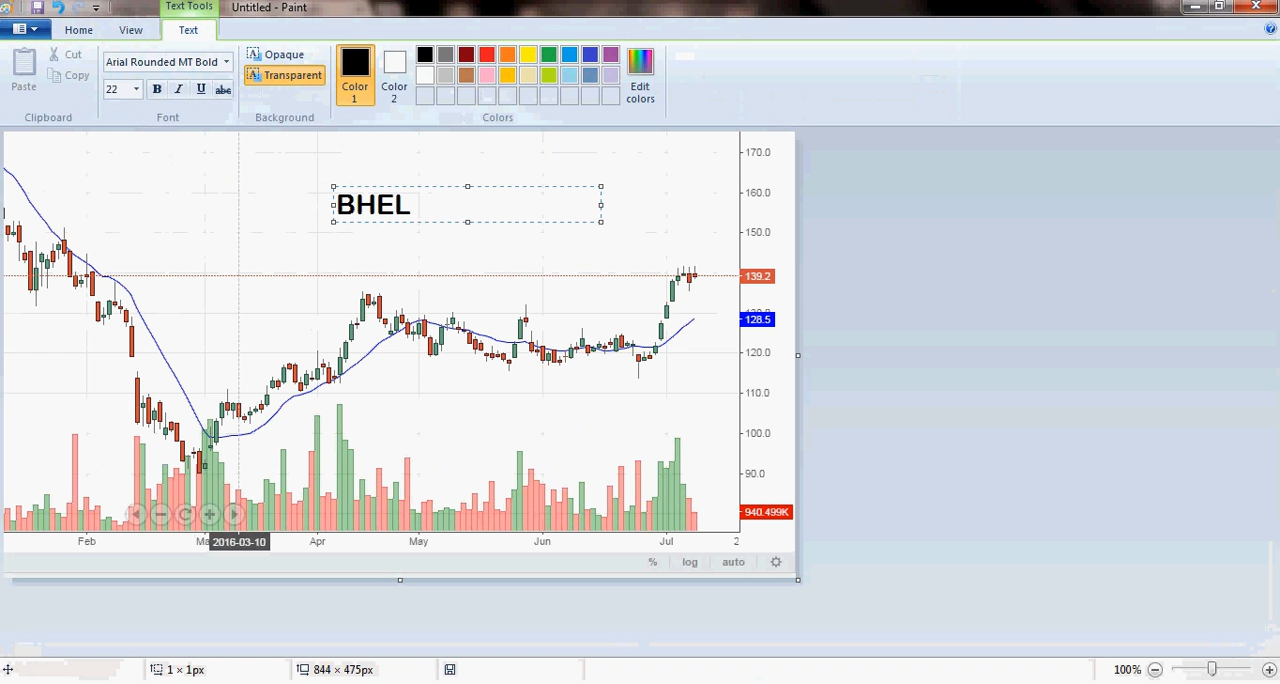 Text Tools Untitled - Paint
Home View Text
Paste Cut Copy Arial Rounded MT Bold 22 B I U abc Opaque Transparent Color 1 Color 2 Edit colors
Clipboard Font Background Colors
BHEL
170.0
160.0
150.0
139.2
128.5
120.0
110.0
100.0
90.0
940.499K
Feb 2016-03-10 Apr May Jun Jul 2
% log auto
1 × 1px 844 × 475px 100%